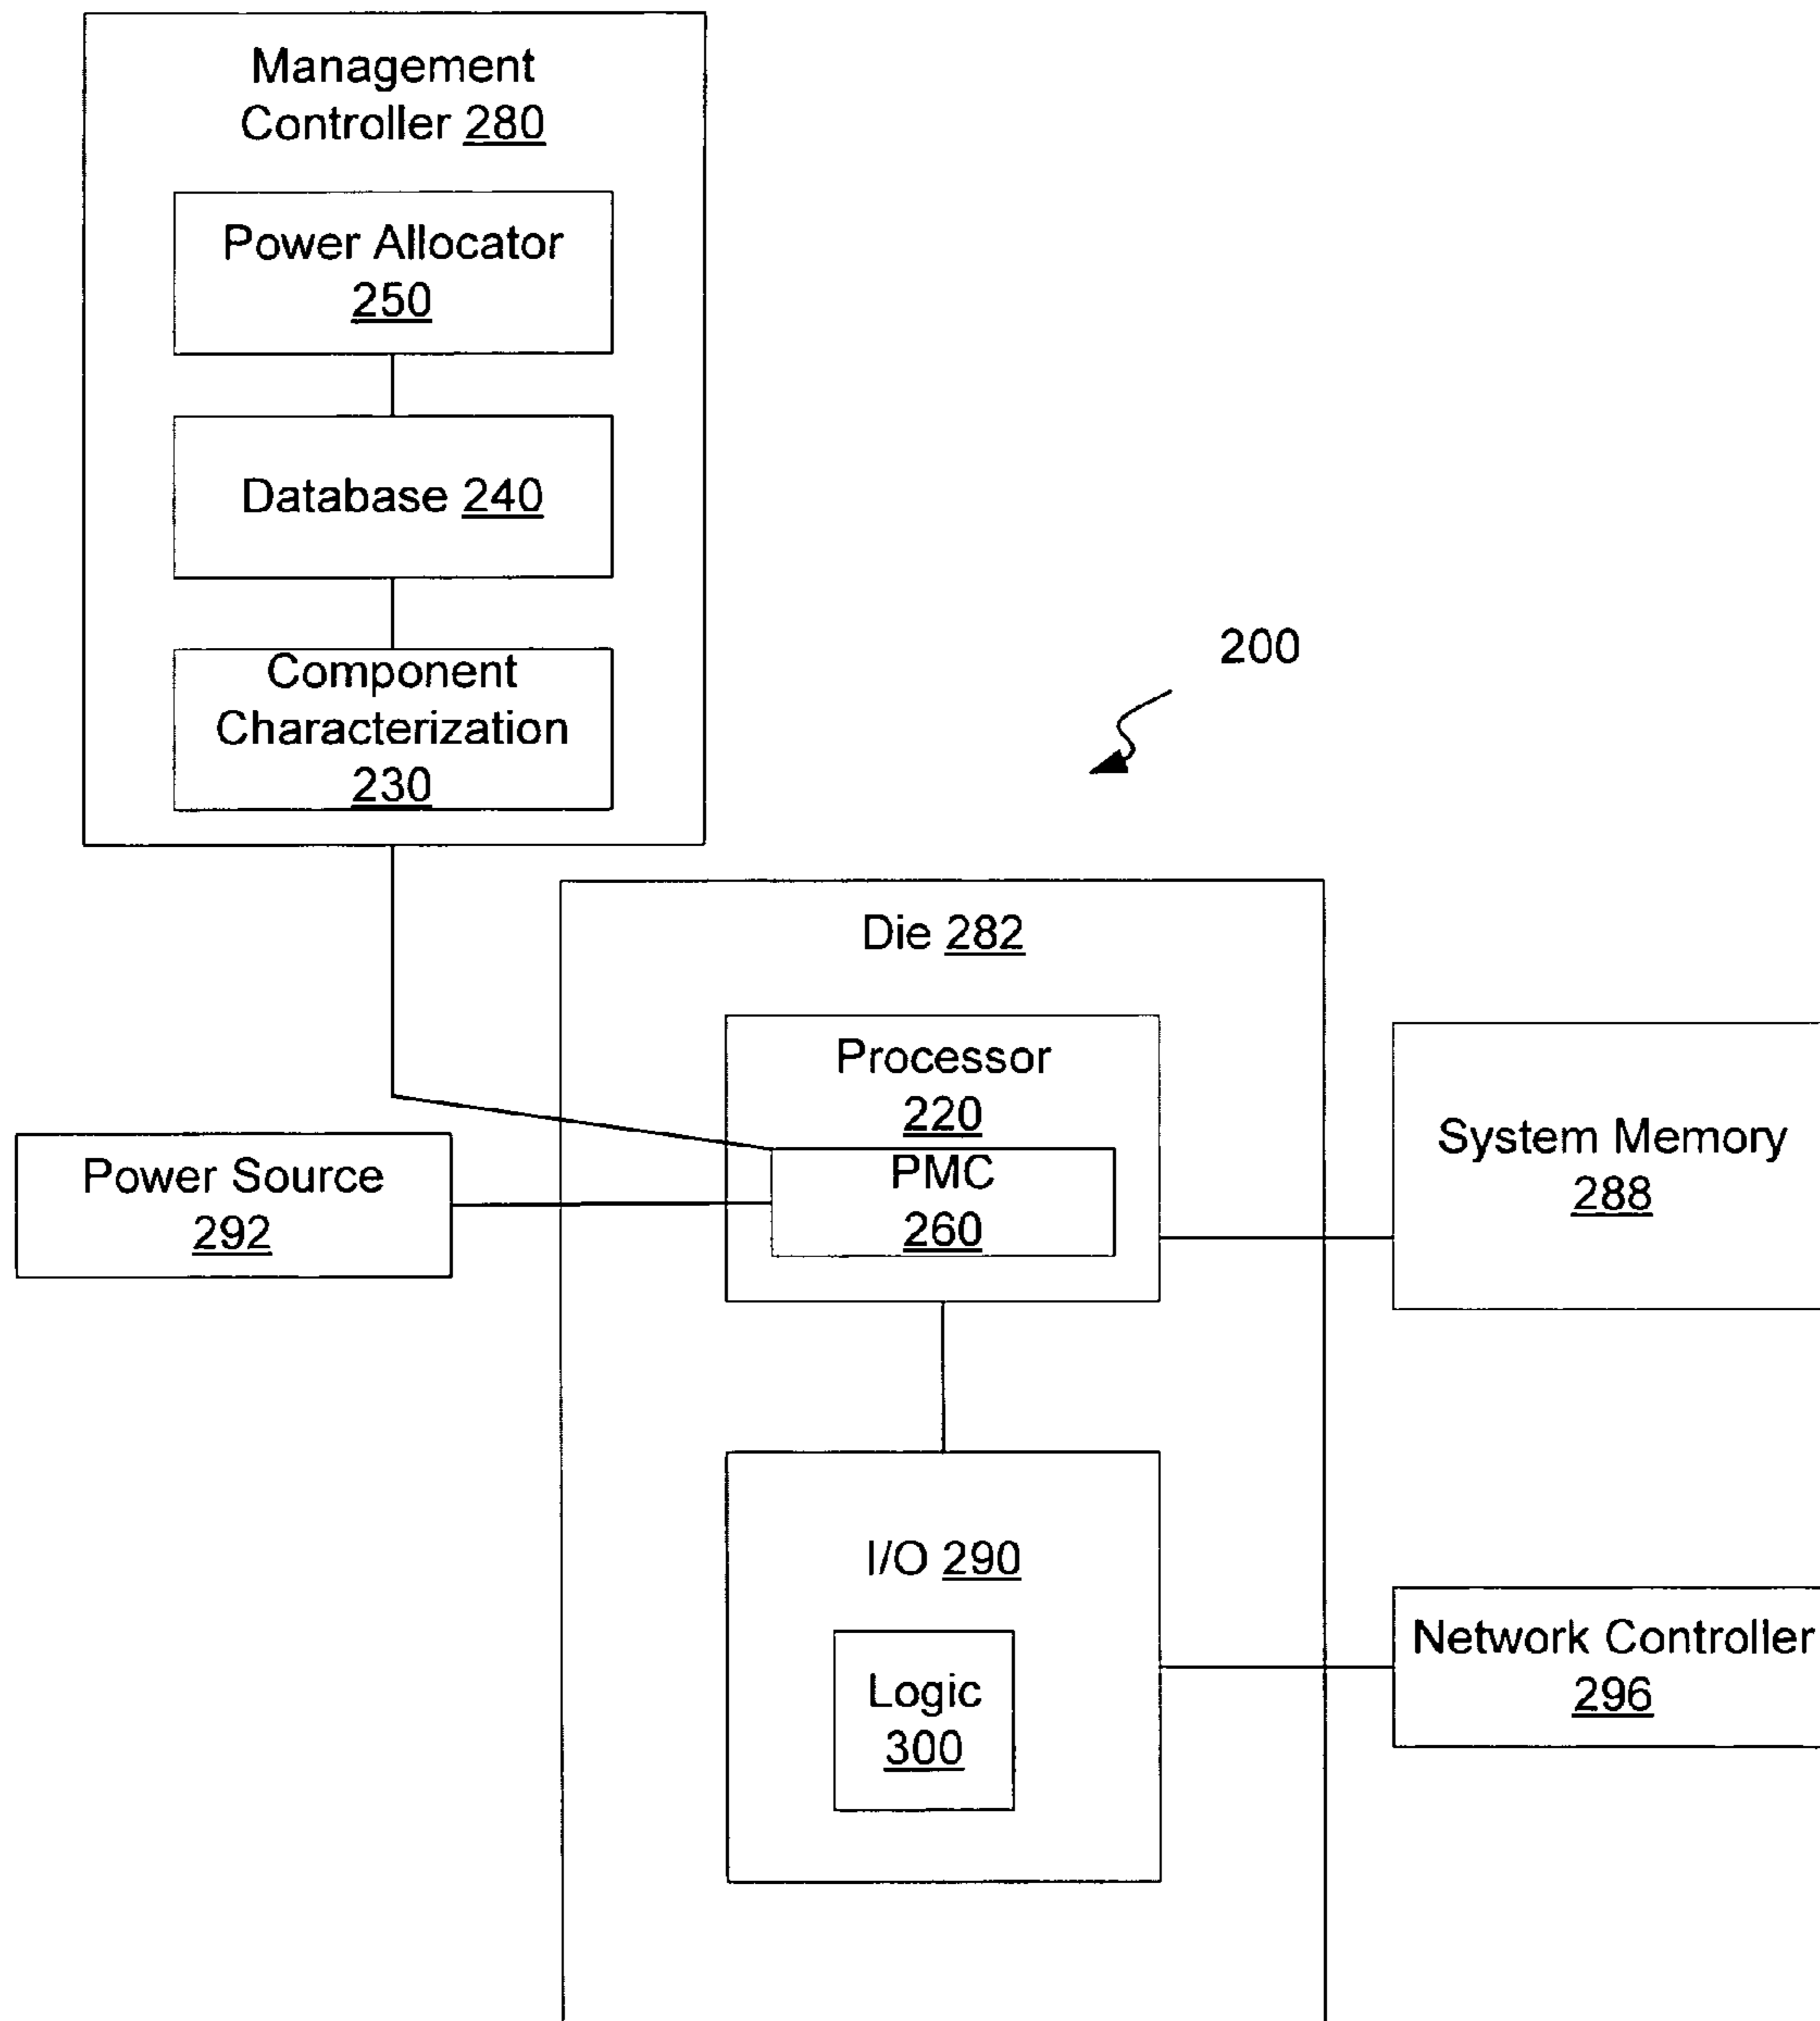 Management
Controller 280
Power Allocator
250
Database 240
Component
Characterization
230
200
Die 282
Processor
220
PMC
260
Power Source
292
System Memory
288
I/O 290
Logic
300
Network Controller
296